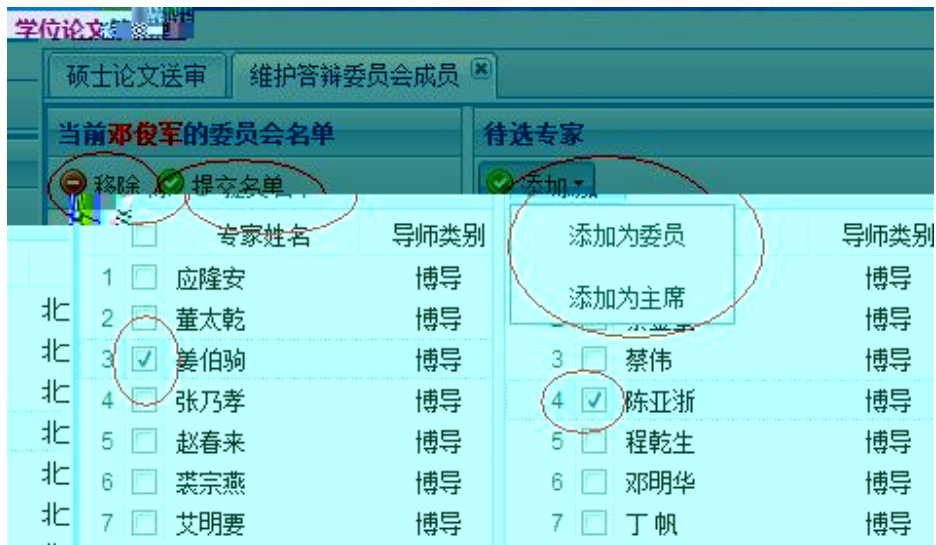 学位论文
硕士论文送审 维护答辩委员会成员
当前邓俊军的委员会名单 待选专家
移除 提交名单 添加
专家姓名 导师类别 添加为委员 导师类别
1 应隆安 博导 博导
北 2 董太乾 博导 添加为主席 博导
北 3 姜伯驹 博导 3 蔡伟 博导
北 4 张乃孝 博导 4 陈亚浙 博导
北 5 赵春来 博导 5 程乾生 博导
北 6 裘宗燕 博导 6 邓明华 博导
北 7 艾明要 博导 7 丁帆 博导